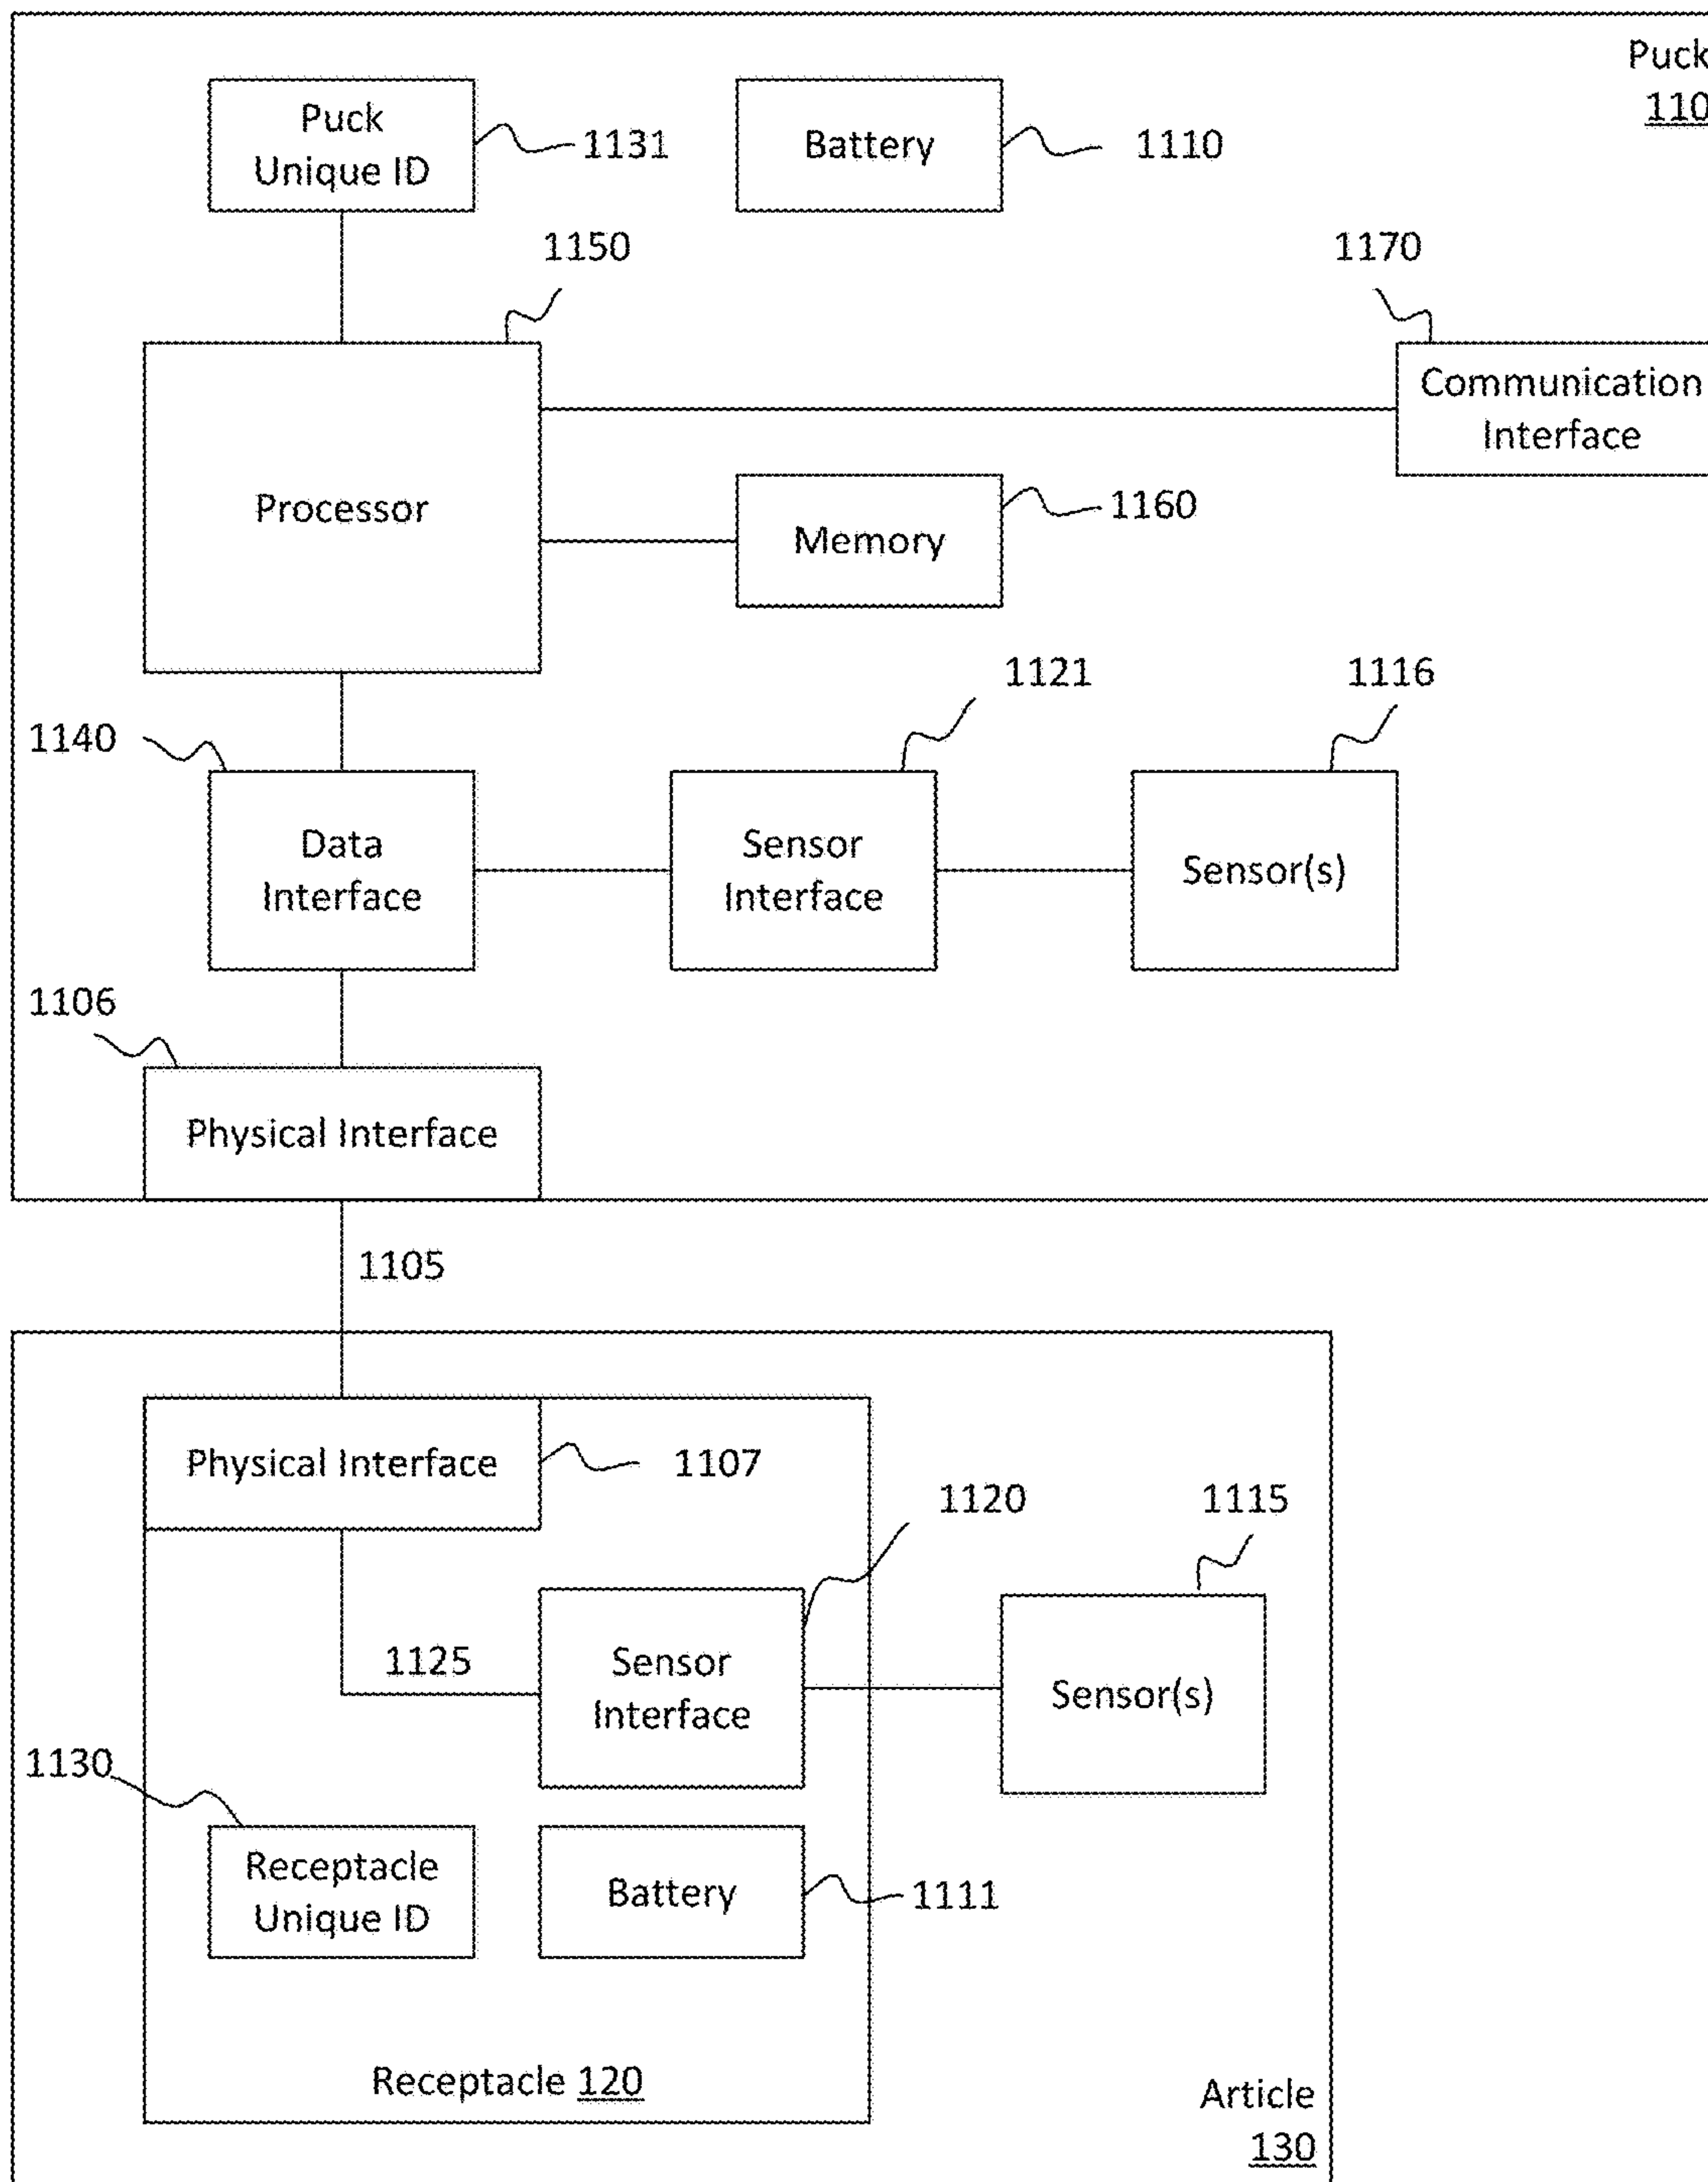 Puck
110
Puck
Unique ID
1131
Battery
1110
1150
1170
Communication
Interface
Processor
1160
Memory
1121
1116
1140
Data
Interface
Sensor
Interface
Sensor(s)
1106
Physical Interface
1105
Physical Interface
1107
1120
1115
1125
Sensor
Interface
Sensor(s)
1130
Receptacle
Unique ID
Battery
1111
Receptacle 120
Article
130